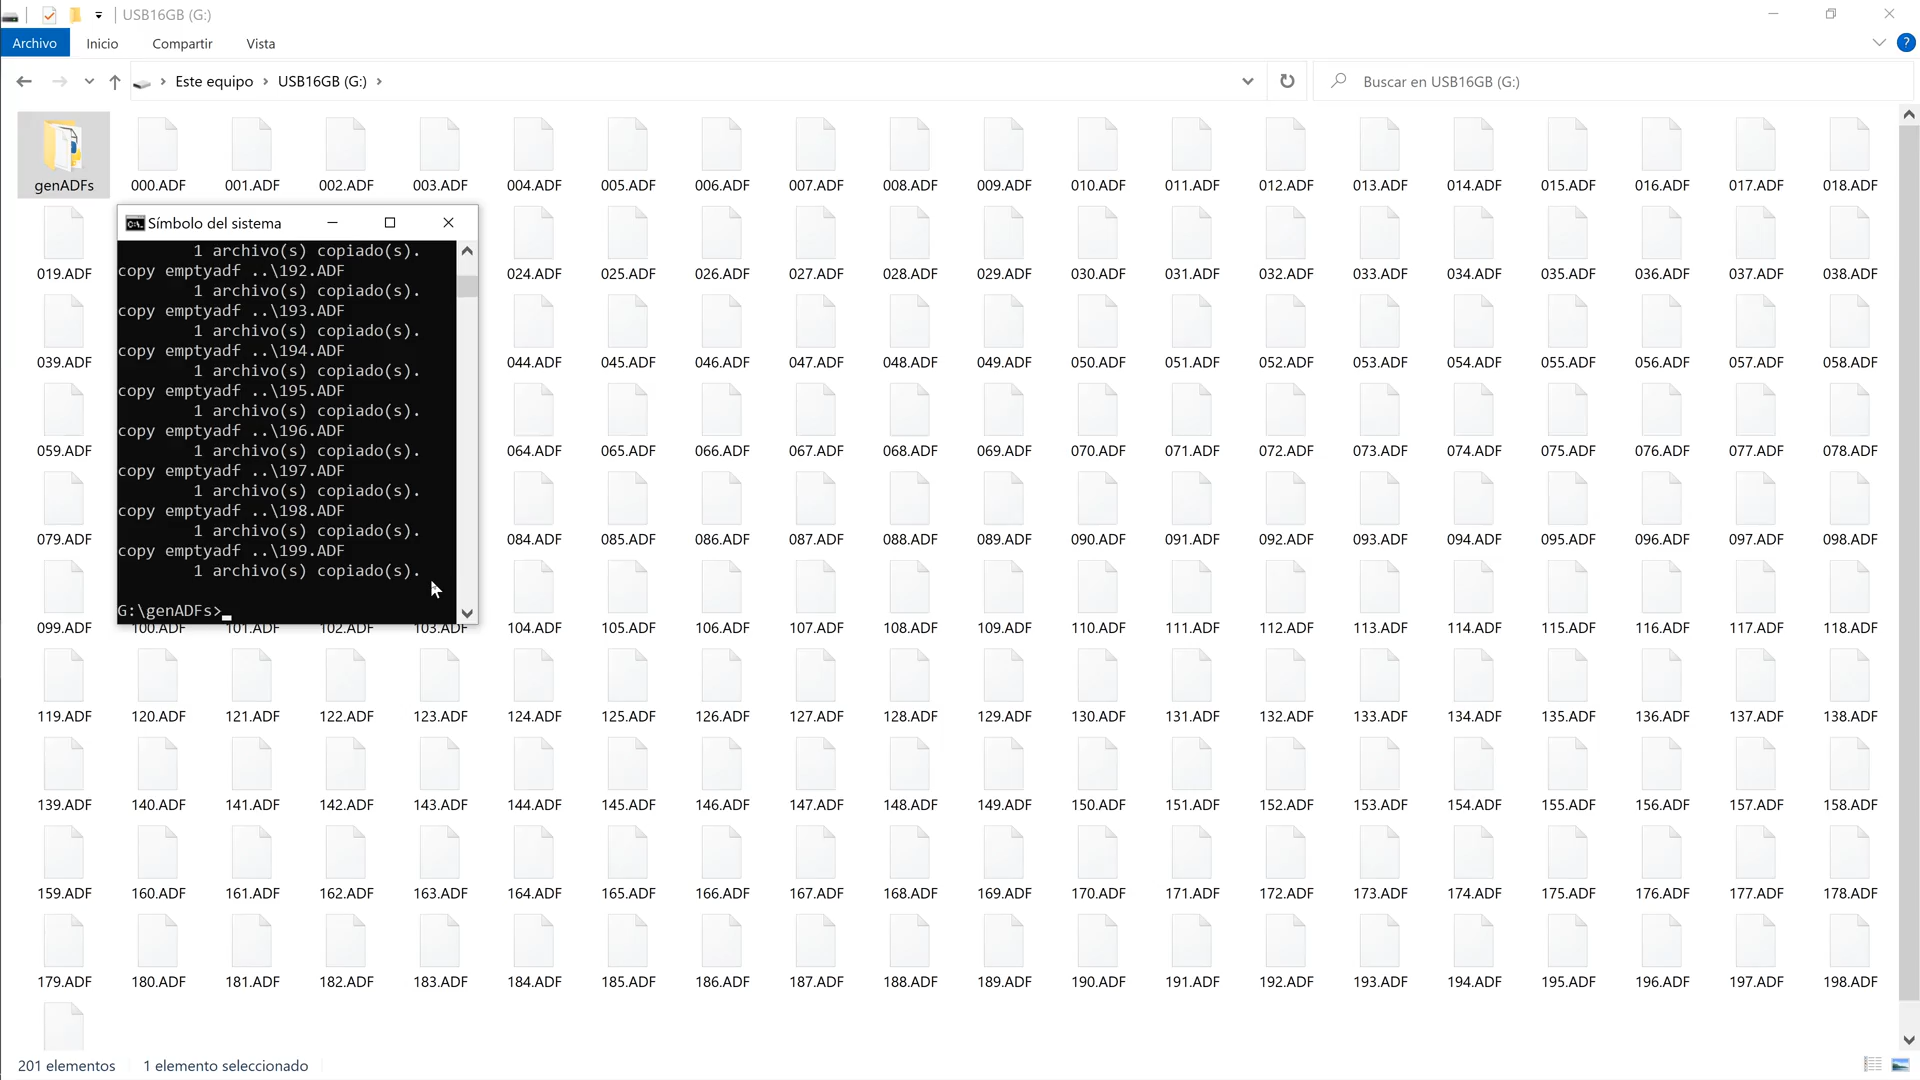 USB16GB (G:)
Archivo Inicio Compartir Vista ?
Este equipo > USB16GB (G:) > Buscar en USB16GB (G:)
genADFs 000.ADF 001.ADF 002.ADF 003.ADF 004.ADF 005.ADF 006.ADF 007.ADF 008.ADF 009.ADF 010.ADF 011.ADF 012.ADF 013.ADF 014.ADF 015.ADF 016.ADF 017.ADF 018.ADF
Símbolo del sistema
1 archivo(s) copiado(s).
copy emptyadf ..\192.ADF
1 archivo(s) copiado(s).
copy emptyadf ..\193.ADF
1 archivo(s) copiado(s).
copy emptyadf ..\194.ADF
1 archivo(s) copiado(s).
copy emptyadf ..\195.ADF
1 archivo(s) copiado(s).
copy emptyadf ..\196.ADF
1 archivo(s) copiado(s).
copy emptyadf ..\197.ADF
1 archivo(s) copiado(s).
copy emptyadf ..\198.ADF
1 archivo(s) copiado(s).
copy emptyadf ..\199.ADF
1 archivo(s) copiado(s).
G:\genADFs>_
019.ADF 024.ADF 025.ADF 026.ADF 027.ADF 028.ADF 029.ADF 030.ADF 031.ADF 032.ADF 033.ADF 034.ADF 035.ADF 036.ADF 037.ADF 038.ADF
039.ADF 044.ADF 045.ADF 046.ADF 047.ADF 048.ADF 049.ADF 050.ADF 051.ADF 052.ADF 053.ADF 054.ADF 055.ADF 056.ADF 057.ADF 058.ADF
059.ADF 064.ADF 065.ADF 066.ADF 067.ADF 068.ADF 069.ADF 070.ADF 071.ADF 072.ADF 073.ADF 074.ADF 075.ADF 076.ADF 077.ADF 078.ADF
079.ADF 084.ADF 085.ADF 086.ADF 087.ADF 088.ADF 089.ADF 090.ADF 091.ADF 092.ADF 093.ADF 094.ADF 095.ADF 096.ADF 097.ADF 098.ADF
099.ADF 100.ADF 101.ADF 102.ADF 103.ADF 104.ADF 105.ADF 106.ADF 107.ADF 108.ADF 109.ADF 110.ADF 111.ADF 112.ADF 113.ADF 114.ADF 115.ADF 116.ADF 117.ADF 118.ADF
119.ADF 120.ADF 121.ADF 122.ADF 123.ADF 124.ADF 125.ADF 126.ADF 127.ADF 128.ADF 129.ADF 130.ADF 131.ADF 132.ADF 133.ADF 134.ADF 135.ADF 136.ADF 137.ADF 138.ADF
139.ADF 140.ADF 141.ADF 142.ADF 143.ADF 144.ADF 145.ADF 146.ADF 147.ADF 148.ADF 149.ADF 150.ADF 151.ADF 152.ADF 153.ADF 154.ADF 155.ADF 156.ADF 157.ADF 158.ADF
159.ADF 160.ADF 161.ADF 162.ADF 163.ADF 164.ADF 165.ADF 166.ADF 167.ADF 168.ADF 169.ADF 170.ADF 171.ADF 172.ADF 173.ADF 174.ADF 175.ADF 176.ADF 177.ADF 178.ADF
179.ADF 180.ADF 181.ADF 182.ADF 183.ADF 184.ADF 185.ADF 186.ADF 187.ADF 188.ADF 189.ADF 190.ADF 191.ADF 192.ADF 193.ADF 194.ADF 195.ADF 196.ADF 197.ADF 198.ADF
201 elementos 1 elemento seleccionado